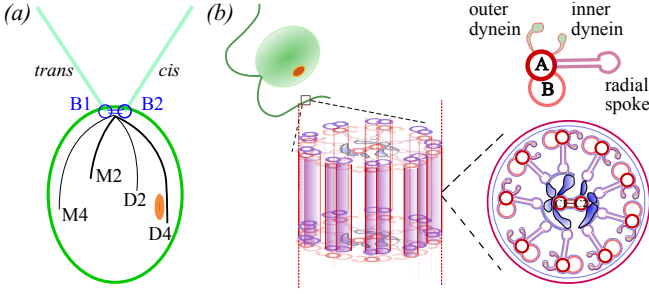 (a)
trans
cis
B1
B2
M2
D2
M4
D4
(b)
outer
dynein
inner
dynein
A
B
radial
spoke